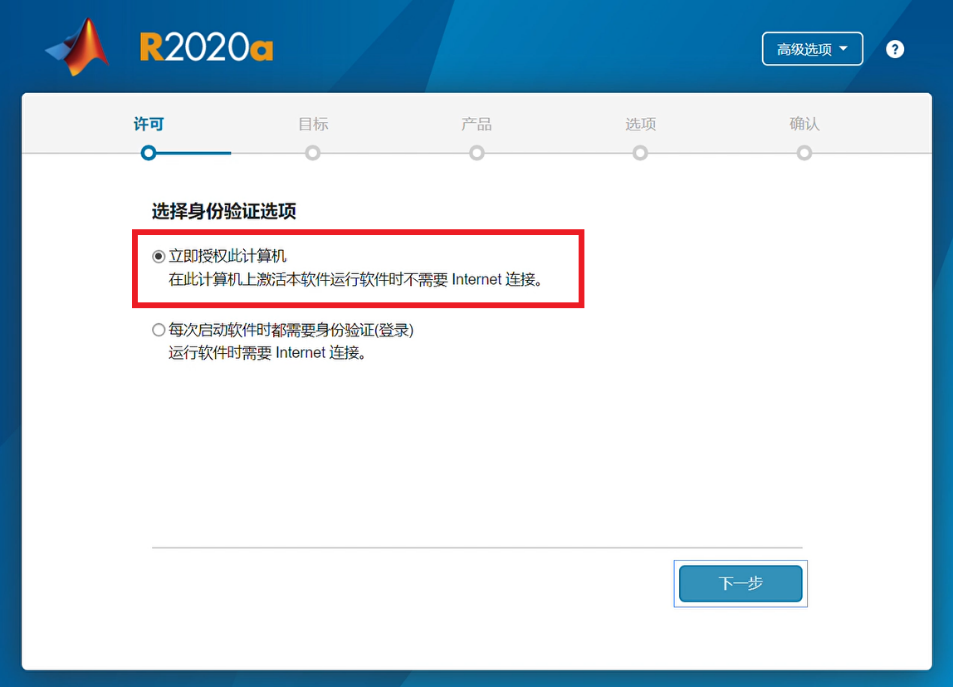 R2020a
高级选项
?
许可
目标
产品
选项
确认
选择身份验证选项
立即授权此计算机
在此计算机上激活本软件运行软件时不需要 Internet 连接。
每次启动软件时都需要身份验证(登录)
运行软件时需要 Internet 连接。
下一步